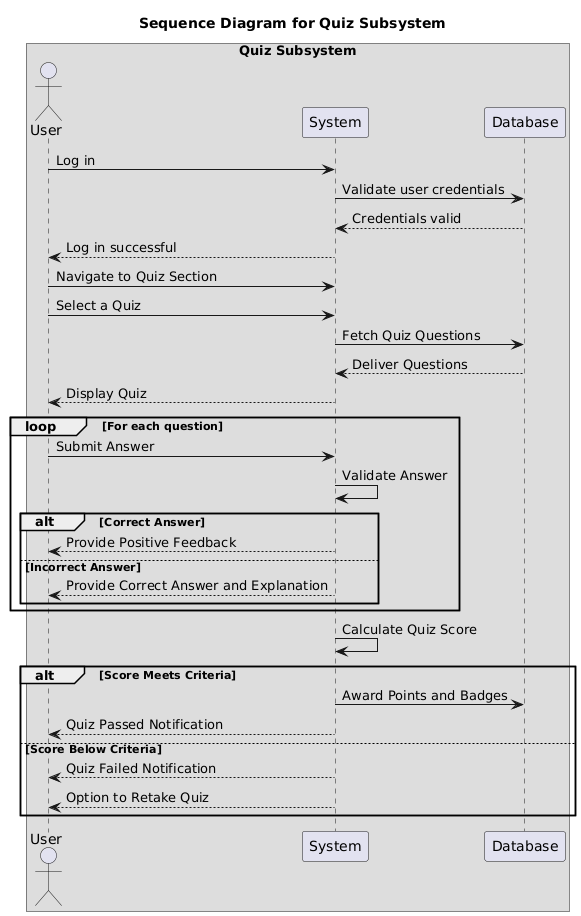 Sequence Diagram for Quiz Subsystem
Quiz Subsystem
User
System
Database
Log in
Validate user credentials
Credentials valid
Log in successful
Navigate to Quiz Section
Select a Quiz
Fetch Quiz Questions
Deliver Questions
Display Quiz
loop [For each question]
Submit Answer
Validate Answer
alt [Correct Answer]
Provide Positive Feedback
[Incorrect Answer]
Provide Correct Answer and Explanation
Calculate Quiz Score
alt [Score Meets Criteria]
Award Points and Badges
Quiz Passed Notification
[Score Below Criteria]
Quiz Failed Notification
Option to Retake Quiz
User
System
Database